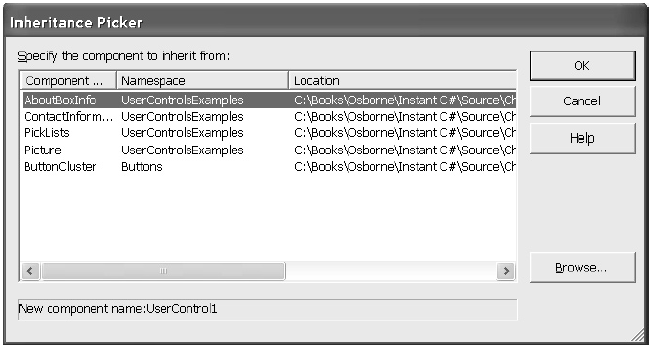 Inheritance Picker
Specify the component to inherit from:
Component ... Namespace Location
AboutBoxInfo UserControlsExamples C:\Books\Osborne\Instant C#\Source\Ch
ContactInform... UserControlsExamples C:\Books\Osborne\Instant C#\Source\Ch
PickLists UserControlsExamples C:\Books\Osborne\Instant C#\Source\Ch
Picture UserControlsExamples C:\Books\Osborne\Instant C#\Source\Ch
ButtonCluster Buttons C:\Books\Osborne\Instant C#\Source\Ch
OK
Cancel
Help
Browse...
New component name:UserControl1